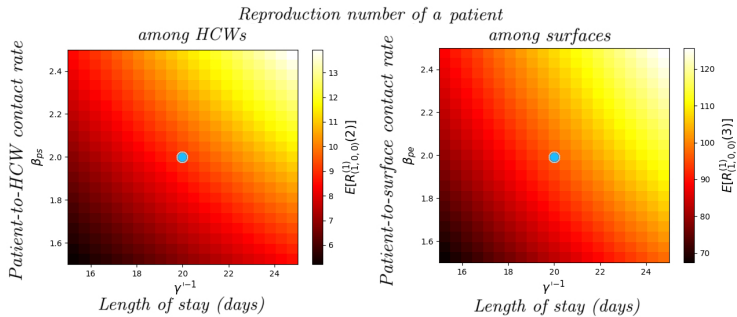 Reproduction number of a patient
among HCWs
among surfaces
Patient-to-HCW contact rate
β_ps
2.4
2.2
2.0
1.8
1.6
16
18
20
22
24
γ'⁻¹
Length of stay (days)
13
12
11
10
9
8
7
6
E[R^(1)_(1, 0, 0)(2)]
Patient-to-surface contact rate
β_pe
2.4
2.2
2.0
1.8
1.6
16
18
20
22
24
γ'⁻¹
Length of stay (days)
120
110
100
90
80
70
E[R^(1)_(1, 0, 0)(3)]